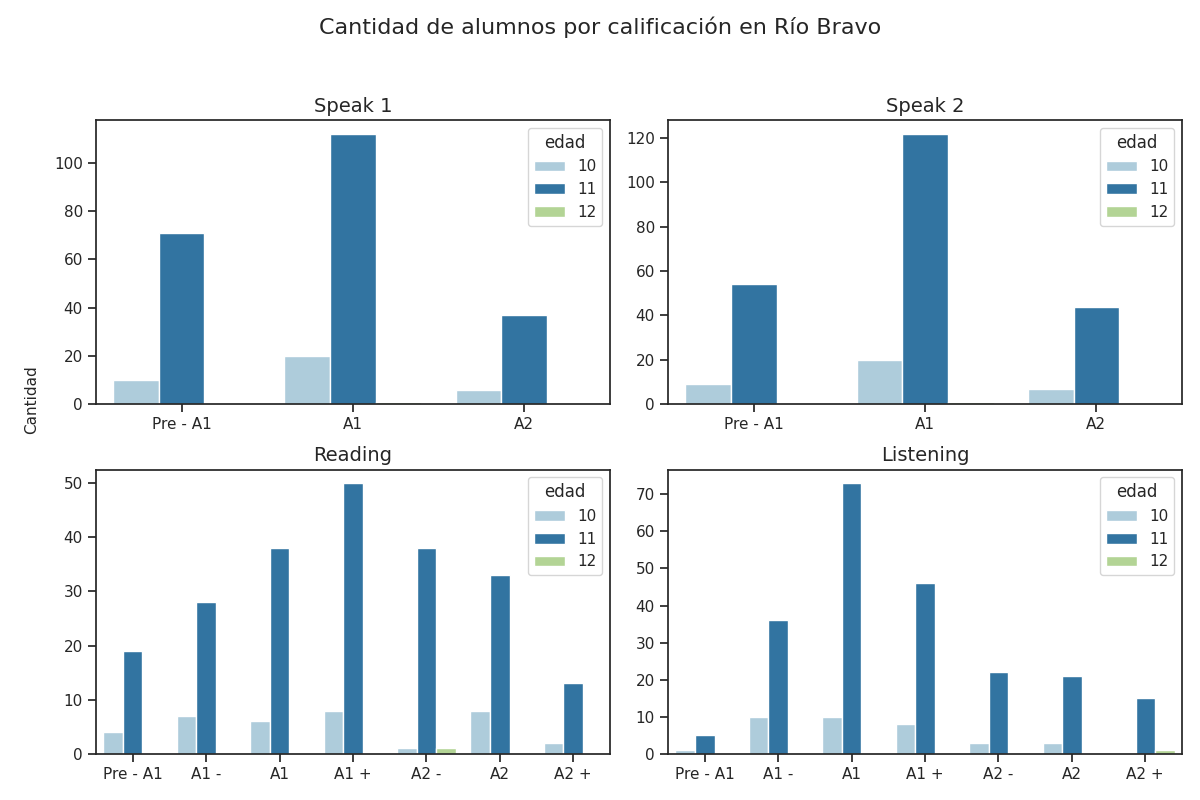 Cantidad de alumnos por calificación en Río Bravo
Speak 1
100
80
60
40
20
0
Pre - A1 A1 A2
edad
10
11
12
Speak 2
120
100
80
60
40
20
0
Pre - A1 A1 A2
edad
10
11
12
Cantidad
Reading
50
40
30
20
10
0
Pre - A1 A1 - A1 A1 + A2 - A2 A2 +
edad
10
11
12
Listening
70
60
50
40
30
20
10
0
Pre - A1 A1 - A1 A1 + A2 - A2 A2 +
edad
10
11
12